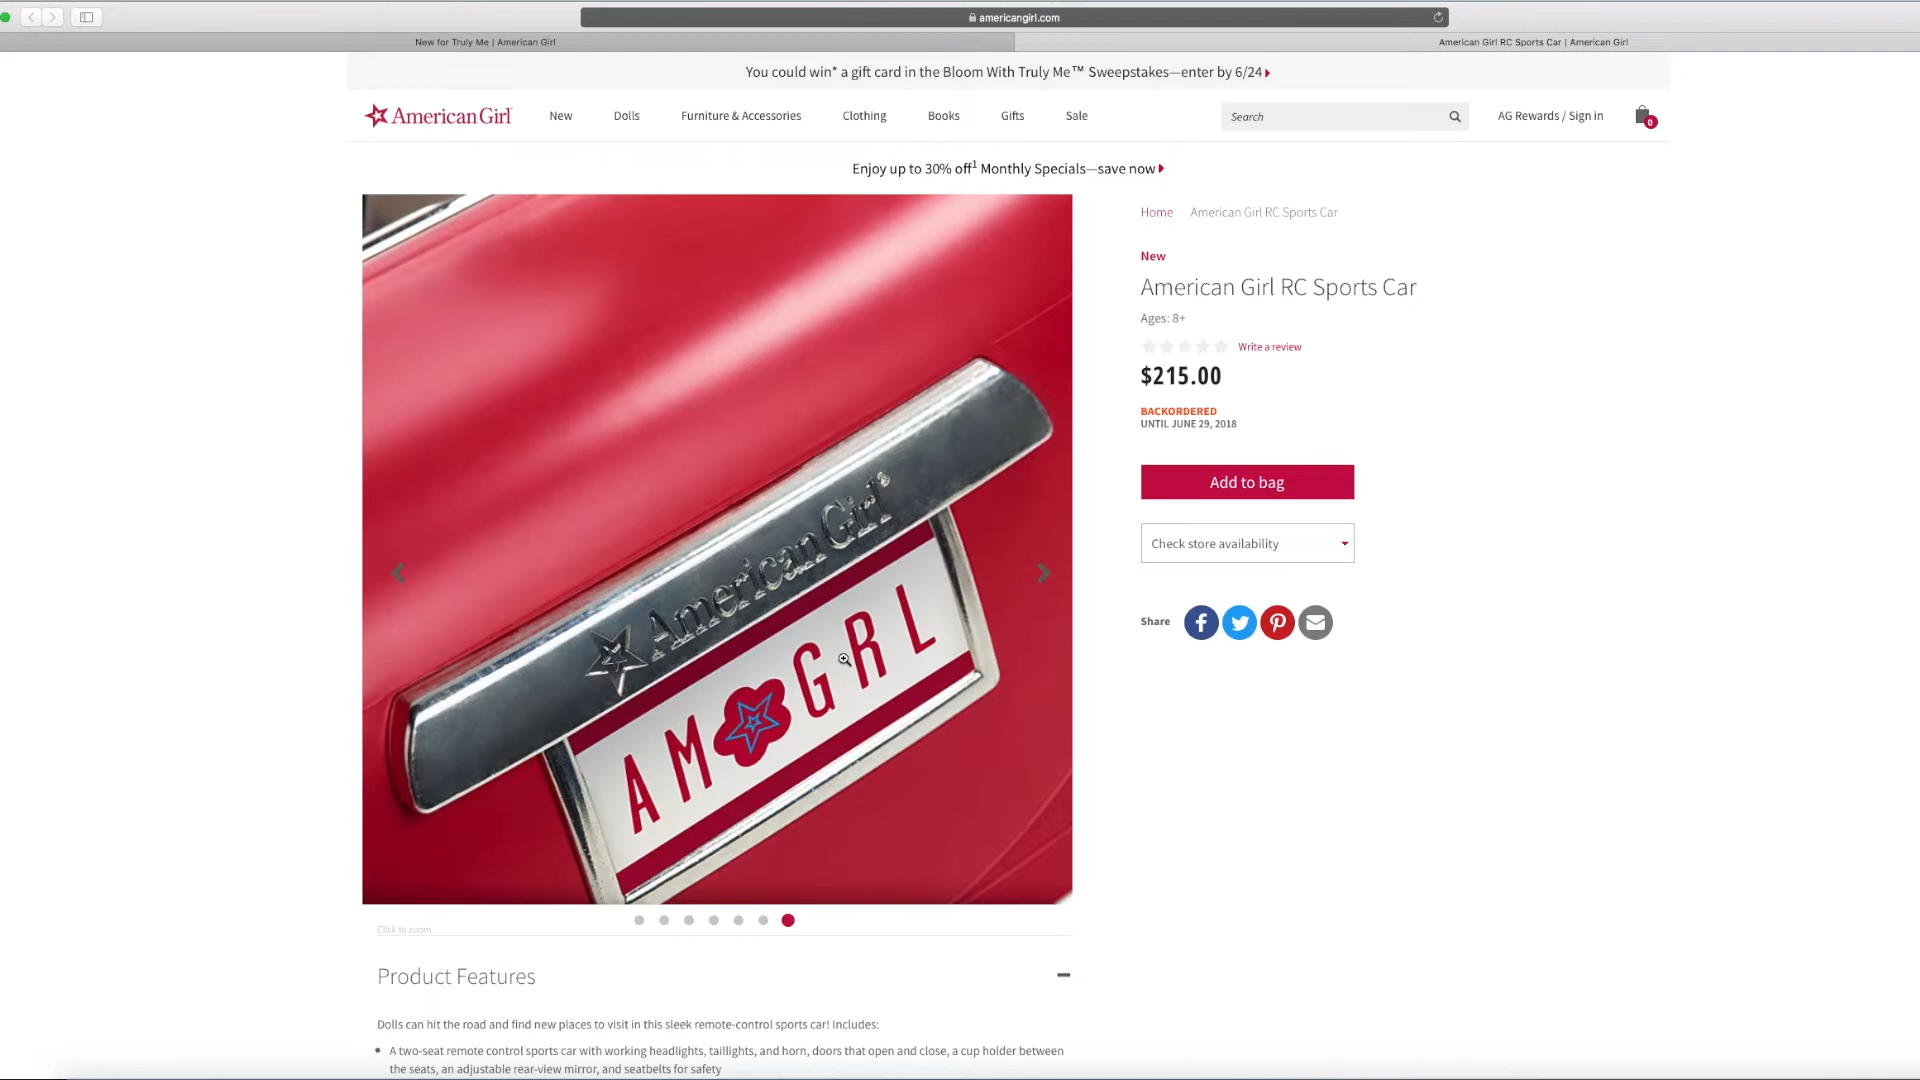 americangirl.com
New for Truly Me | American Girl
American Girl RC Sports Car | American Girl
You could win* a gift card in the Bloom With Truly Me™ Sweepstakes—enter by 6/24
American Girl
New
Dolls
Furniture & Accessories
Clothing
Books
Gifts
Sale
Search
AG Rewards / Sign in
0
Enjoy up to 30% off¹ Monthly Specials—save now
Home
American Girl RC Sports Car
New
American Girl RC Sports Car
Ages: 8+
Write a review
$215.00
BACKORDERED
UNTIL JUNE 29, 2018
Add to bag
Check store availability
Share
American Girl®
AM GRL
Click to zoom
Product Features
Dolls can hit the road and find new places to visit in this sleek remote-control sports car! Includes:
• A two-seat remote control sports car with working headlights, taillights, and horn, doors that open and close, a cup holder between
the seats, an adjustable rear-view mirror, and seatbelts for safety